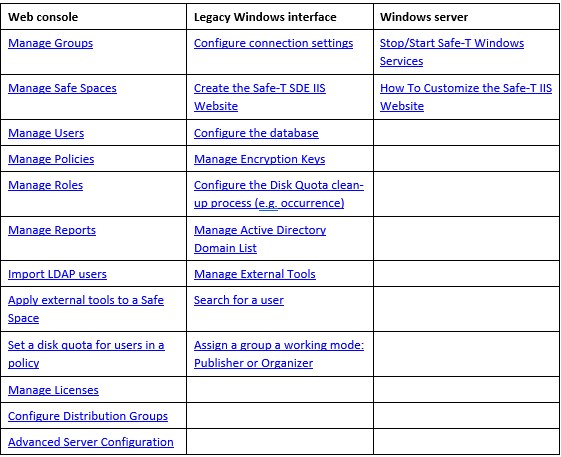 Web console
Legacy Windows interface
Windows server
Manage Groups
Configure connection settings
Stop/Start Safe-T Windows
Services
Manage Safe Spaces
Create the Safe-T SDE IIS
Website
How To Customize the Safe-T IIS
Website
Manage Users
Configure the database
Manage Policies
Manage Encryption Keys
Manage Roles
Configure the Disk Quota clean-
up process (e.g. occurrence)
Manage Reports
Manage Active Directory
Domain List
Import LDAP users
Manage External Tools
Apply external tools to a Safe
Space
Search for a user
Set a disk quota for users in a
policy
Assign a group a working mode:
Publisher or Organizer
Manage Licenses
Configure Distribution Groups
Advanced Server Configuration